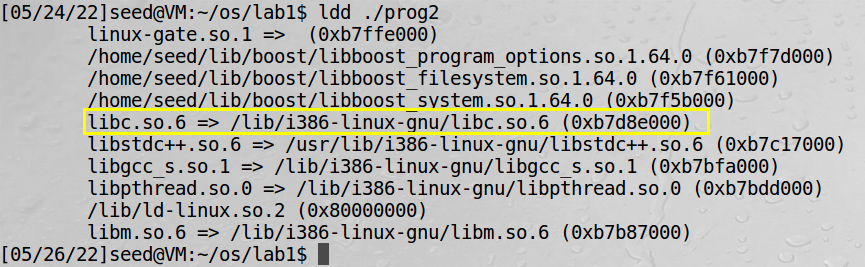 [05/24/22]seed@VM:~/os/lab1$ ldd ./prog2
linux-gate.so.1 =>  (0xb7ffe000)
/home/seed/lib/boost/libboost_program_options.so.1.64.0 (0xb7f7d000)
/home/seed/lib/boost/libboost_filesystem.so.1.64.0 (0xb7f61000)
/home/seed/lib/boost/libboost_system.so.1.64.0 (0xb7f5b000)
libc.so.6 => /lib/i386-linux-gnu/libc.so.6 (0xb7d8e000)
libstdc++.so.6 => /usr/lib/i386-linux-gnu/libstdc++.so.6 (0xb7c17000)
libgcc_s.so.1 => /lib/i386-linux-gnu/libgcc_s.so.1 (0xb7bfa000)
libpthread.so.0 => /lib/i386-linux-gnu/libpthread.so.0 (0xb7bdd000)
/lib/ld-linux.so.2 (0x80000000)
libm.so.6 => /lib/i386-linux-gnu/libm.so.6 (0xb7b87000)
[05/26/22]seed@VM:~/os/lab1$